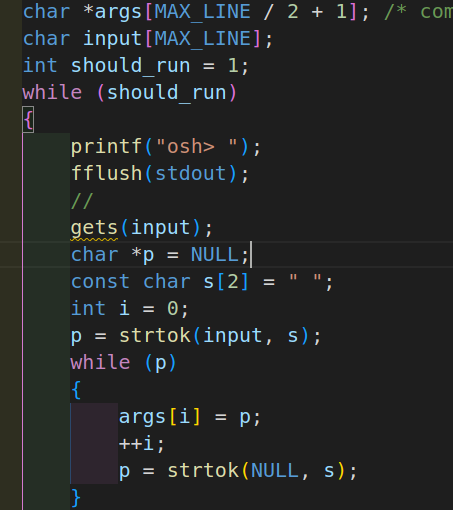 char *args[MAX_LINE / 2 + 1]; /* com
char input[MAX_LINE];
int should_run = 1;
while (should_run)
{
printf("osh> ");
fflush(stdout);
//
gets(input);
char *p = NULL;
const char s[2] = " ";
int i = 0;
p = strtok(input, s);
while (p)
{
args[i] = p;
++i;
p = strtok(NULL, s);
}